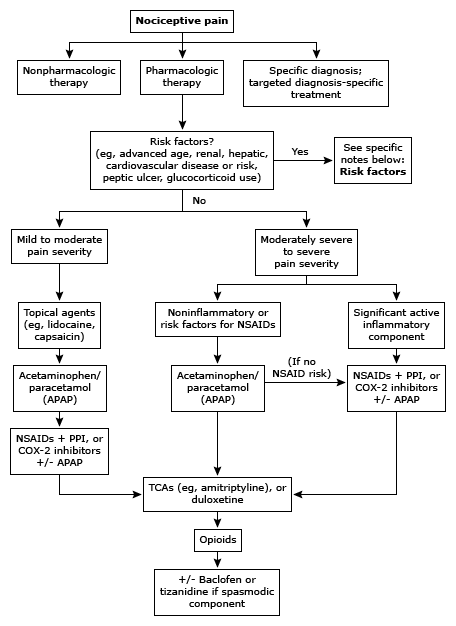 Nociceptive pain
Nonpharmacologic
therapy
Pharmacologic
therapy
Specific diagnosis;
targeted diagnosis-specific
treatment
Risk factors?
(eg, advanced age, renal, hepatic,
cardiovascular disease or risk,
peptic ulcer, glucocorticoid use)
Yes
See specific
notes below:
Risk factors
No
Mild to moderate
pain severity
Moderately severe
to severe
pain severity
Topical agents
(eg, lidocaine,
capsaicin)
Noninflammatory or
risk factors for NSAIDs
Significant active
inflammatory
component
Acetaminophen/
paracetamol
(APAP)
Acetaminophen/
paracetamol
(APAP)
(If no
NSAID risk)
NSAIDs + PPI, or
COX-2 inhibitors
+/- APAP
NSAIDs + PPI, or
COX-2 inhibitors
+/- APAP
TCAs (eg, amitriptyline), or
duloxetine
Opioids
+/- Baclofen or
tizanidine if spasmodic
component